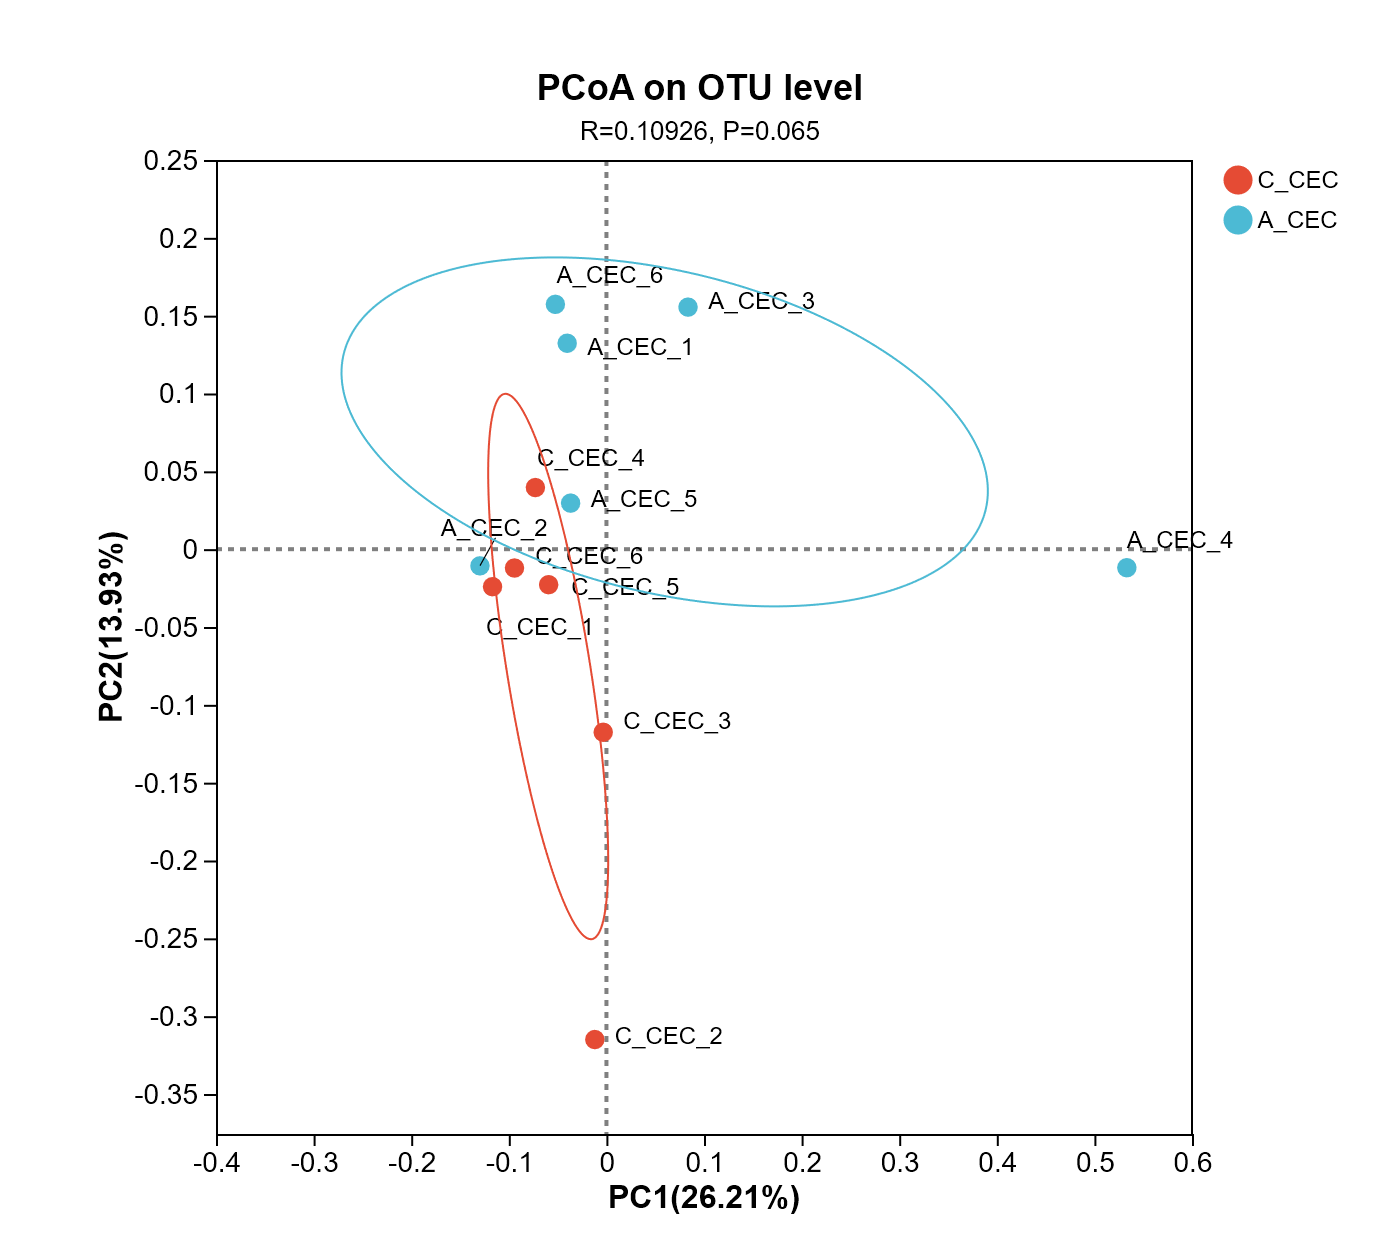 PCoA on OTU level
R=0.10926, P=0.065
C_CEC
A_CEC
0.25
0.2
0.15
0.1
0.05
0
-0.05
-0.1
-0.15
-0.2
-0.25
-0.3
-0.35
PC2(13.93%)
A_CEC_6
A_CEC_3
A_CEC_1
C_CEC_4
A_CEC_5
A_CEC_2
A_CEC_4
C_CEC_6
C_CEC_5
C_CEC_1
C_CEC_3
C_CEC_2
-0.4 -0.3 -0.2 -0.1 0 0.1 0.2 0.3 0.4 0.5 0.6
PC1(26.21%)